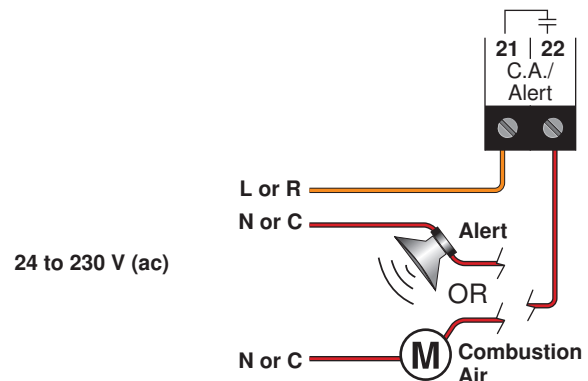 21 | 22
C.A./
Alert
L or R
N or C
Alert
24 to 230 V (ac)
OR
N or C
M
Combustion
Air